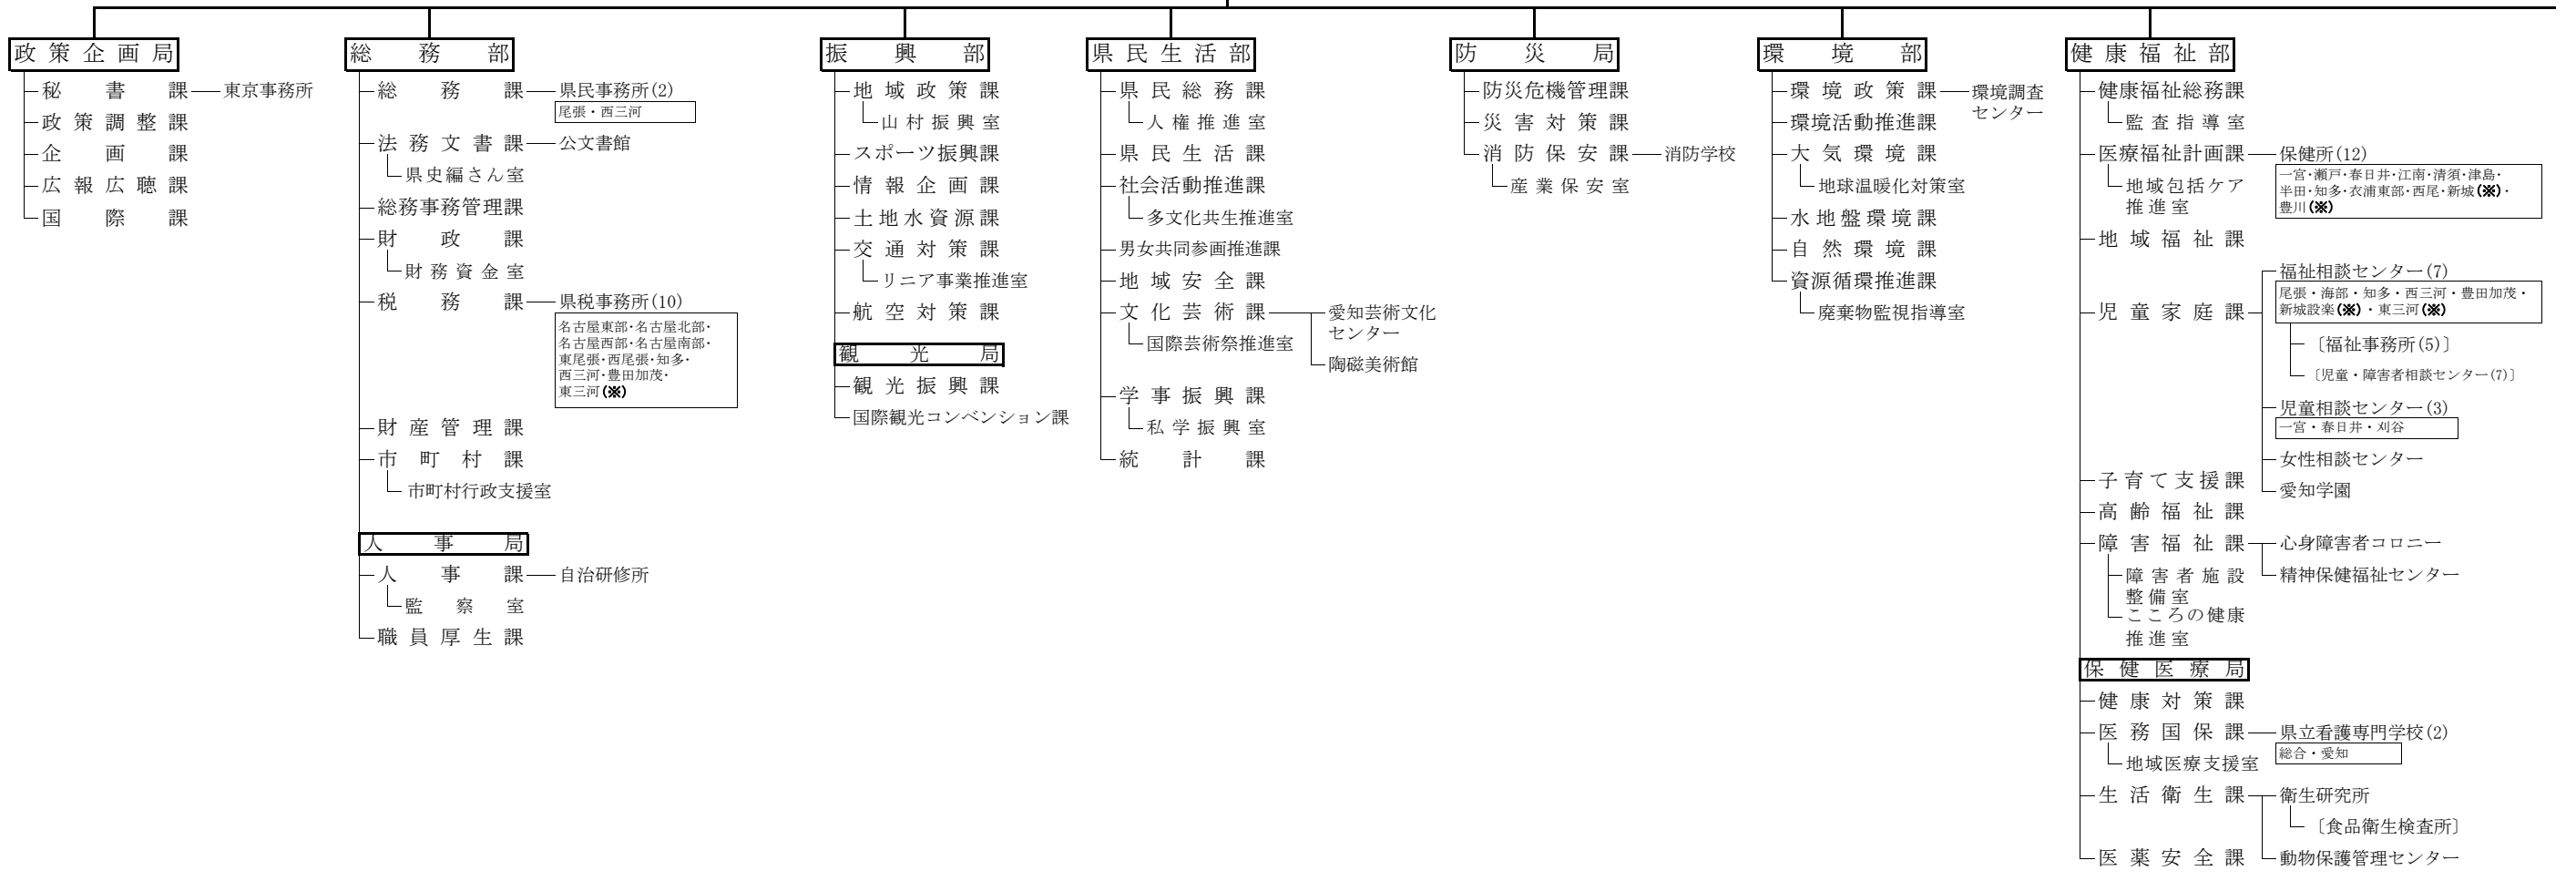 政策企画局
秘書課
東京事務所
政策調整課
企画課
広報広聴課
国際課
総務部
総務課
県民事務所(2)
尾張・西三河
法務文書課
公文書館
県史編さん室
総務事務管理課
財政課
財務資金室
税務課
県税事務所(10)
名古屋東部・名古屋北部・
名古屋西部・名古屋南部・
東尾張・西尾張・知多・
西三河・豊田加茂・
東三河(※)
財産管理課
市町村課
市町村行政支援室
人事局
人事課
自治研修所
監察室
職員厚生課
振興部
地域政策課
山村振興室
スポーツ振興課
情報企画課
土地水資源課
交通対策課
リニア事業推進室
航空対策課
観光局
観光振興課
国際観光コンベンション課
県民生活部
県民総務課
人権推進室
県民生活課
社会活動推進課
多文化共生推進室
男女共同参画推進課
地域安全課
文化芸術課
愛知芸術文化
センター
国際芸術祭推進室
陶磁美術館
学事振興課
私学振興室
統計課
防災局
防災危機管理課
災害対策課
消防保安課
消防学校
産業保安室
環境部
環境政策課
環境調査
センター
環境活動推進課
大気環境課
地球温暖化対策室
水地盤環境課
自然環境課
資源循環推進課
廃棄物監視指導室
健康福祉部
健康福祉総務課
監査指導室
医療福祉計画課
保健所(12)
一宮・瀬戸・春日井・江南・清須・津島・
半田・知多・衣浦東部・西尾・新城(※)・
豊川(※)
地域包括ケア
推進室
地域福祉課
児童家庭課
福祉相談センター(7)
尾張・海部・知多・西三河・豊田加茂・
新城設楽(※)・東三河(※)
〔福祉事務所(5)〕
〔児童・障害者相談センター(7)〕
児童相談センター(3)
一宮・春日井・刈谷
女性相談センター
愛知学園
子育て支援課
高齢福祉課
障害福祉課
心身障害者コロニー
精神保健福祉センター
障害者施設
整備室
こころの健康
推進室
保健医療局
健康対策課
医務国保課
県立看護専門学校(2)
総合・愛知
地域医療支援室
生活衛生課
衛生研究所
〔食品衛生検査所〕
動物保護管理センター
医薬安全課